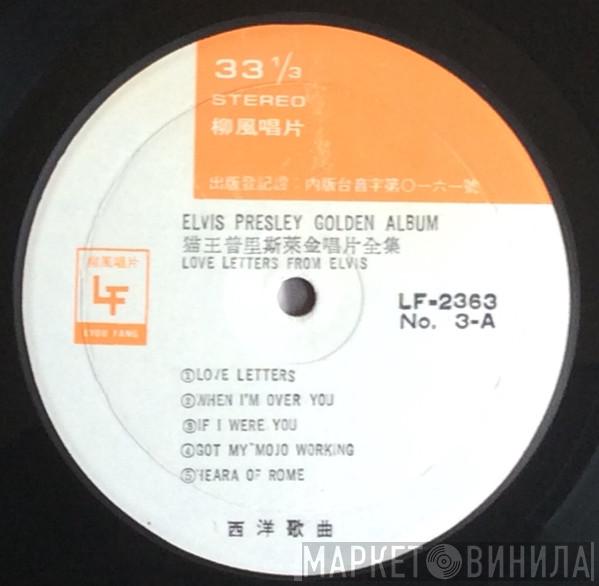 33 1/3
STEREO
柳風唱片
出版登記證：內版台音字第〇一六一號
ELVIS PRESLEY GOLDEN ALBUM
猫王普里斯萊金唱片全集
LOVE LETTERS FROM ELVIS
柳風唱片
LF
LIOU FANG
LF-2363
No. 3-A
①LOVE LETTERS
②WHEN I'M OVER YOU
③IF I WERE YOU
④GOT MY MOJO WORKING
⑤HEARA OF ROME
西洋歌曲
МАРКЕТ ВИНИЛА